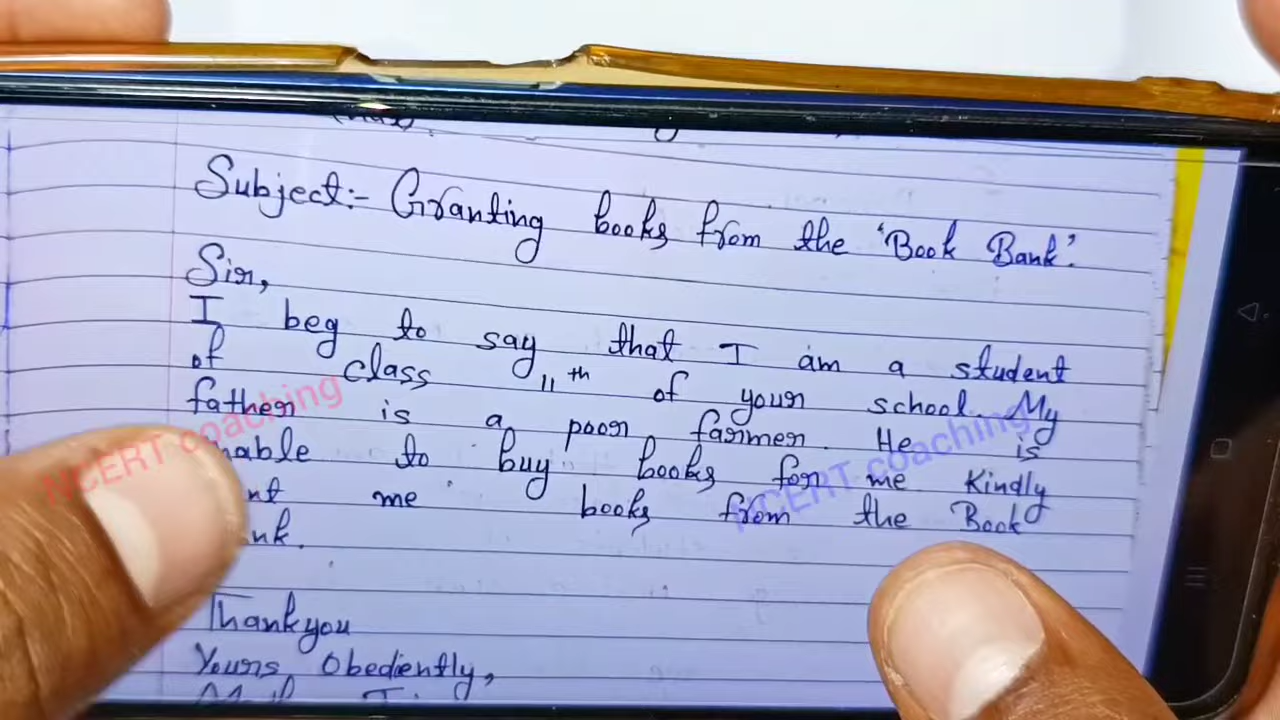 Subject:- Granting books from the 'Book Bank'.
Sir,
I beg to say that I am a student
of class 11th of your school. My
father is a poor farmer. He is
to buy books for me Kindly
me books from the Book
Thankyou
Yours Obediently,
NCERT coaching
NCERT coaching